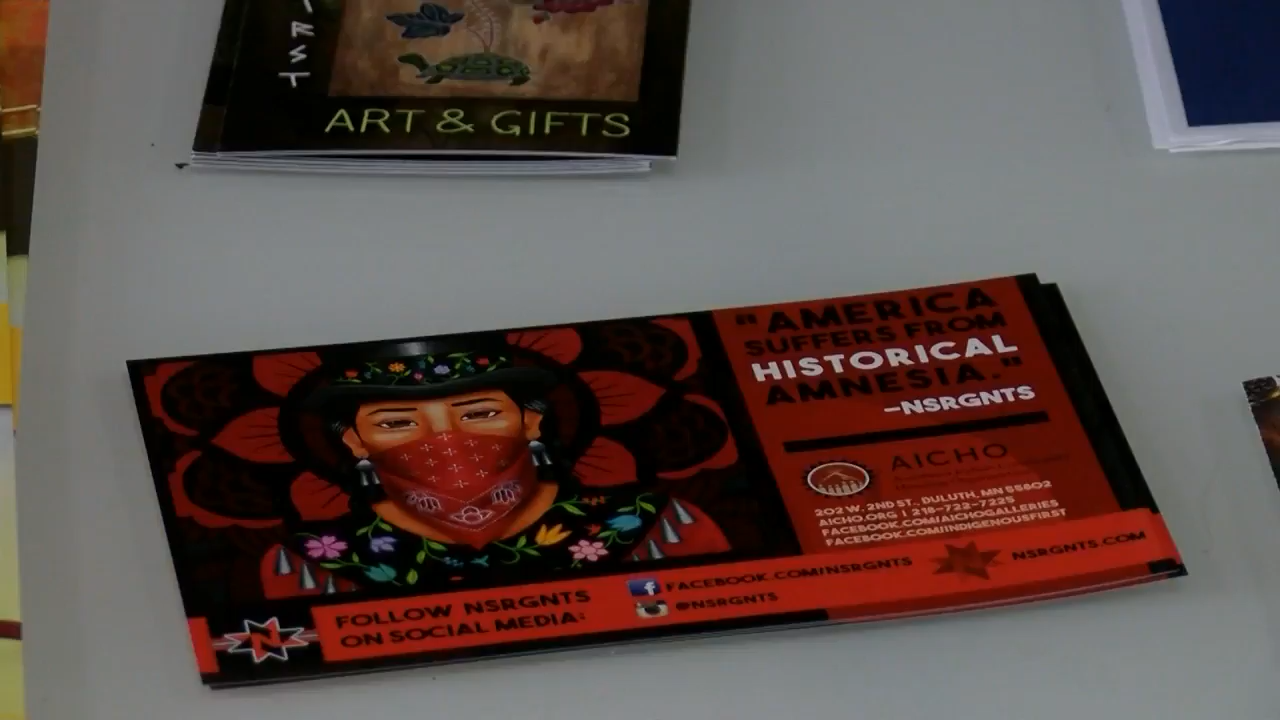 IRST
ART & GIFTS
"AMERICA
SUFFERS FROM
HISTORICAL
AMNESIA."
-NSRGNTS
AICHO
202 W. 2ND ST., DULUTH, MN 55802
AICHO.ORG | 218-722-7225
FACEBOOK.COM/AICHOGALLERIES
FACEBOOK.COM/INDIGENOUSFIRST
FOLLOW NSRGNTS
ON SOCIAL MEDIA:
FACEBOOK.COM/NSRGNTS
@NSRGNTS
NSRGNTS.COM
N